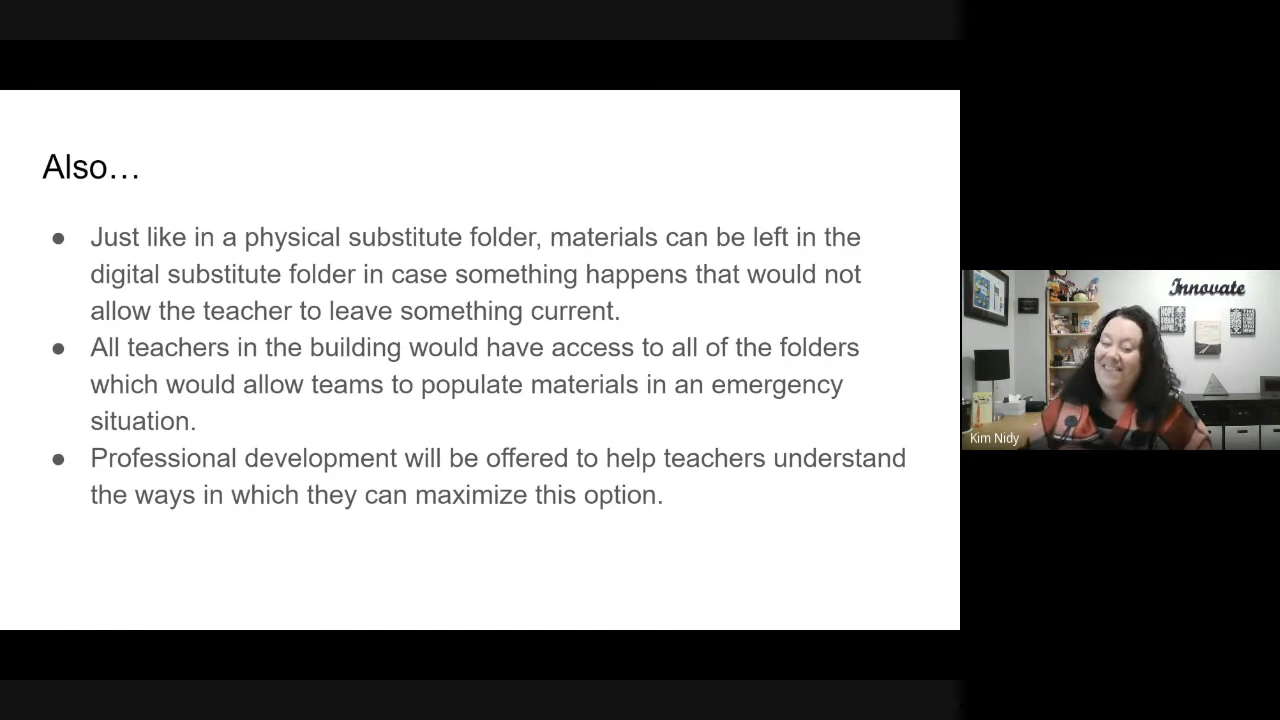 Also…
● Just like in a physical substitute folder, materials can be left in the
digital substitute folder in case something happens that would not
allow the teacher to leave something current.
● All teachers in the building would have access to all of the folders
which would allow teams to populate materials in an emergency
situation.
● Professional development will be offered to help teachers understand
the ways in which they can maximize this option.
Innovate
Kim Nidy